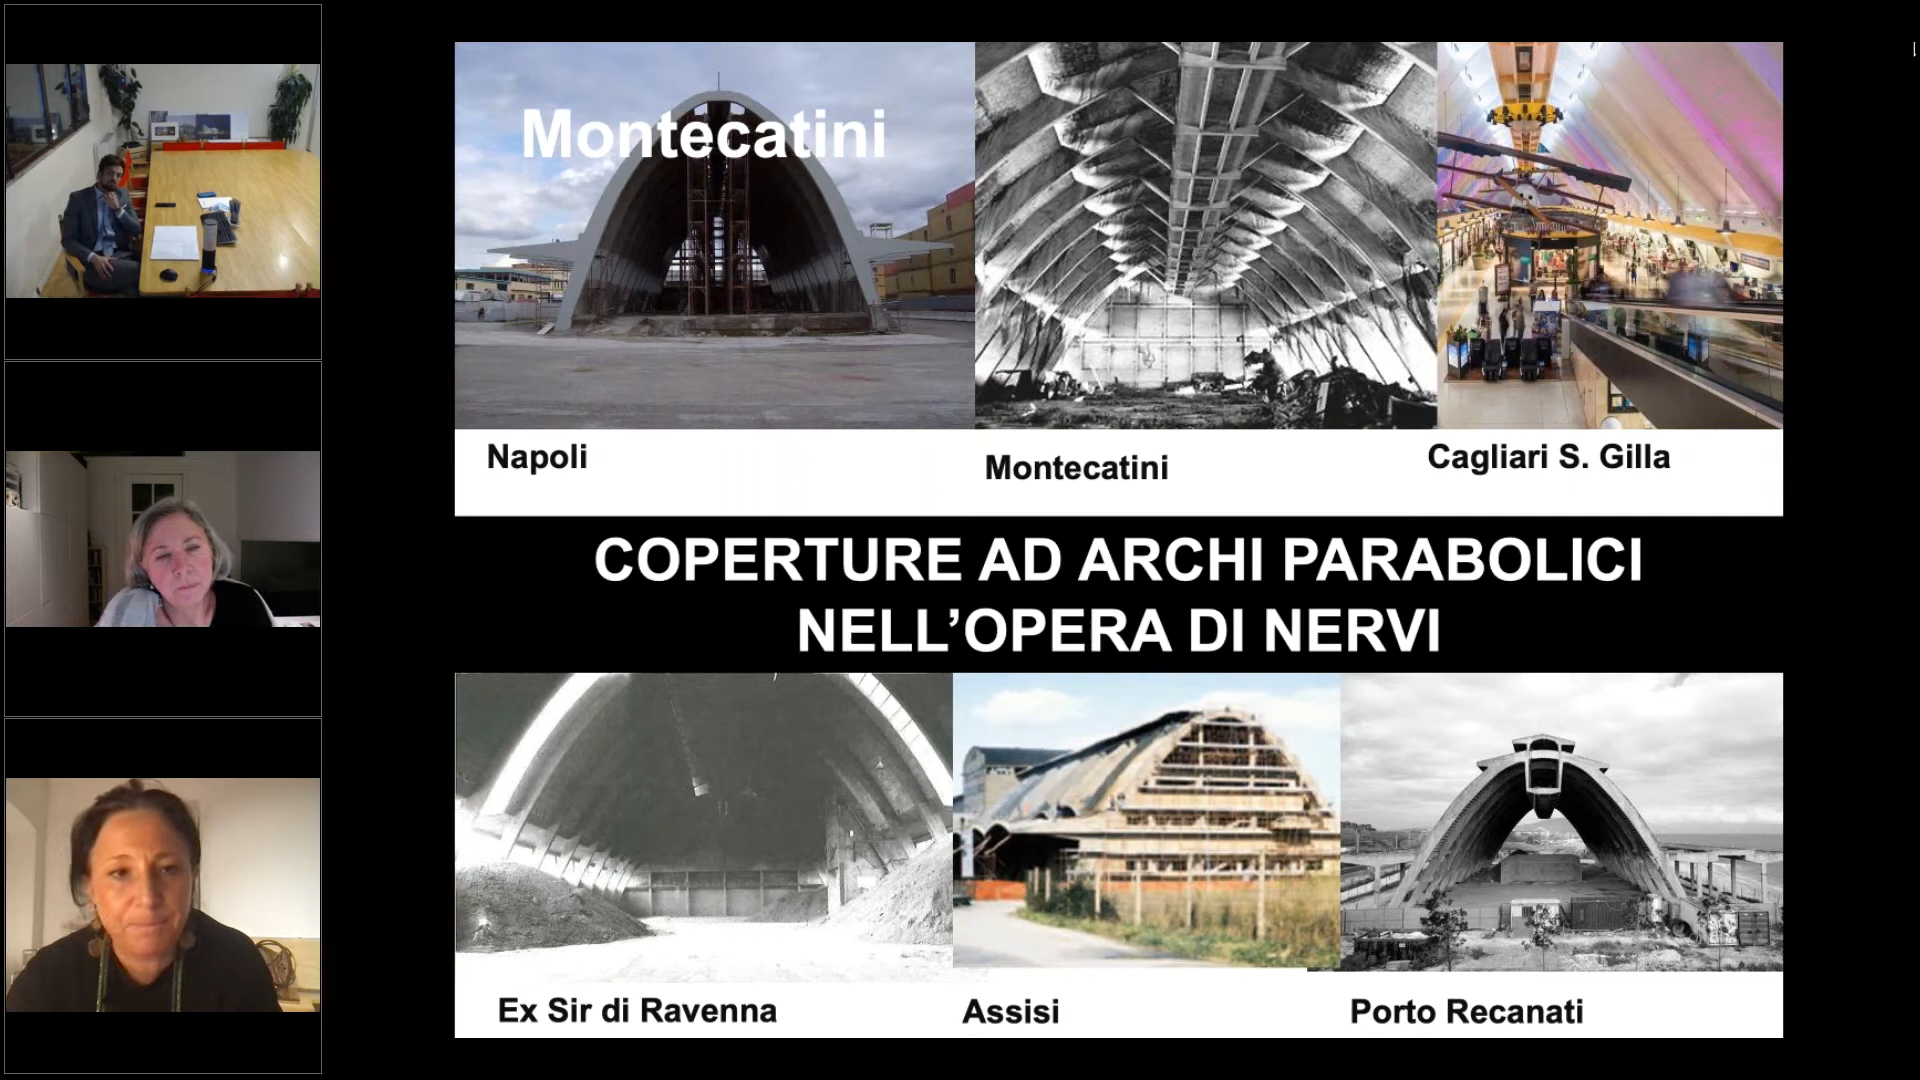 Montecatini
Napoli
Montecatini
Cagliari S. Gilla
COPERTURE AD ARCHI PARABOLICI
NELL’OPERA DI NERVI
Ex Sir di Ravenna
Assisi
Porto Recanati